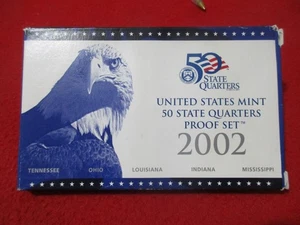 50
STATE
QUARTERS
UNITED STATES MINT
50 STATE QUARTERS
PROOF SET™
2002
TENNESSEE OHIO LOUISIANA INDIANA MISSISSIPPI